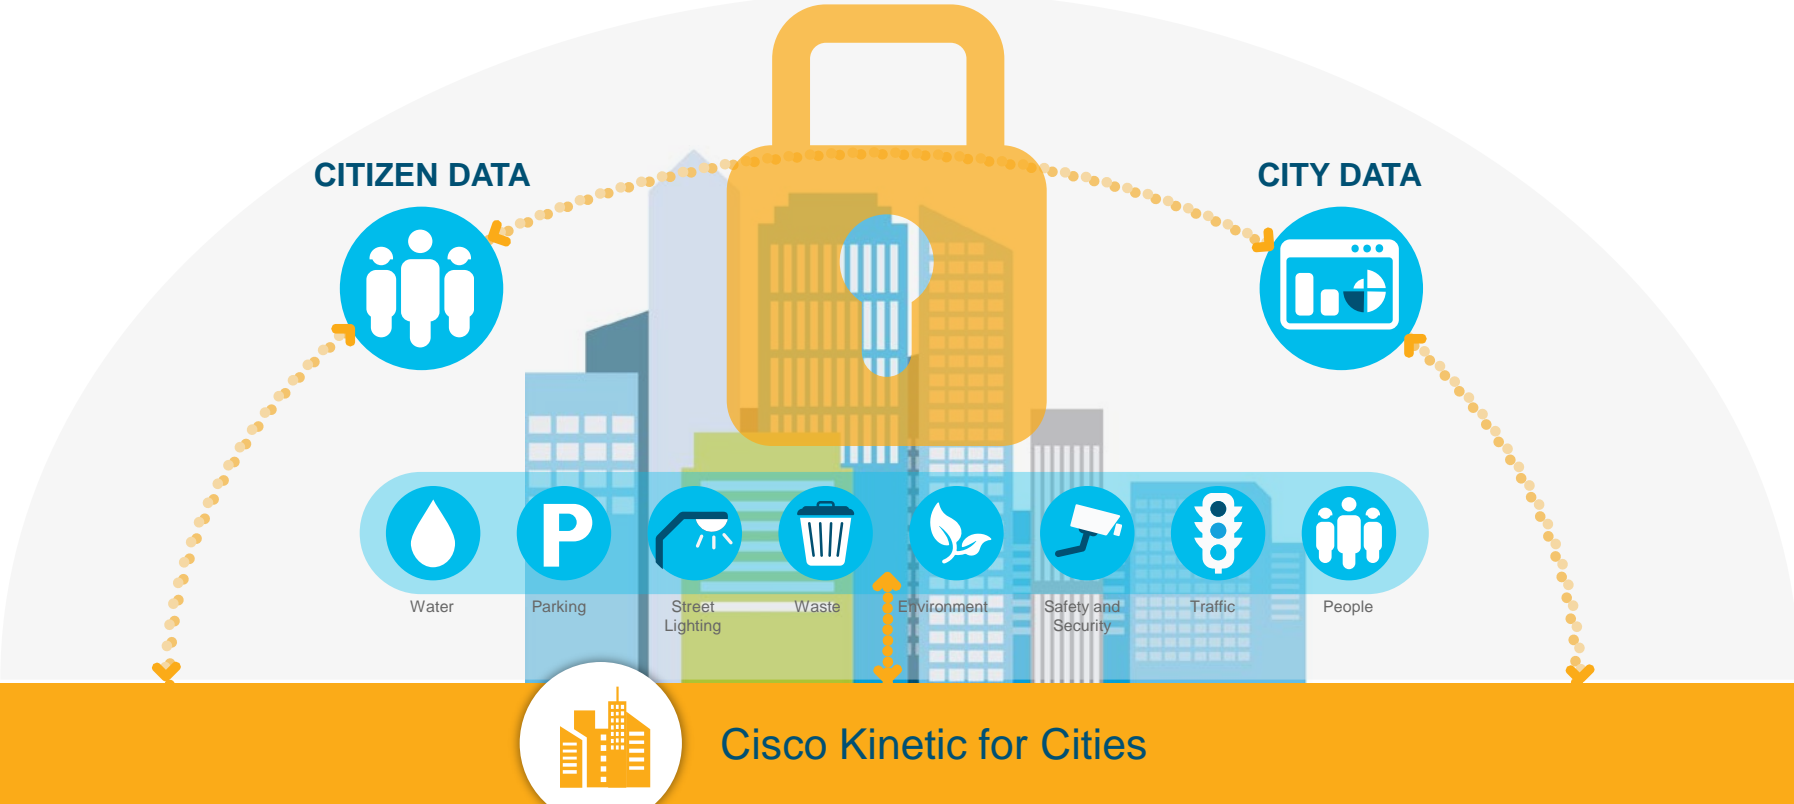 CITIZEN DATA
CITY DATA
P
Water
Parking
Street
Lighting
Waste
Environment
Safety and
Security
Traffic
People
Cisco Kinetic for Cities